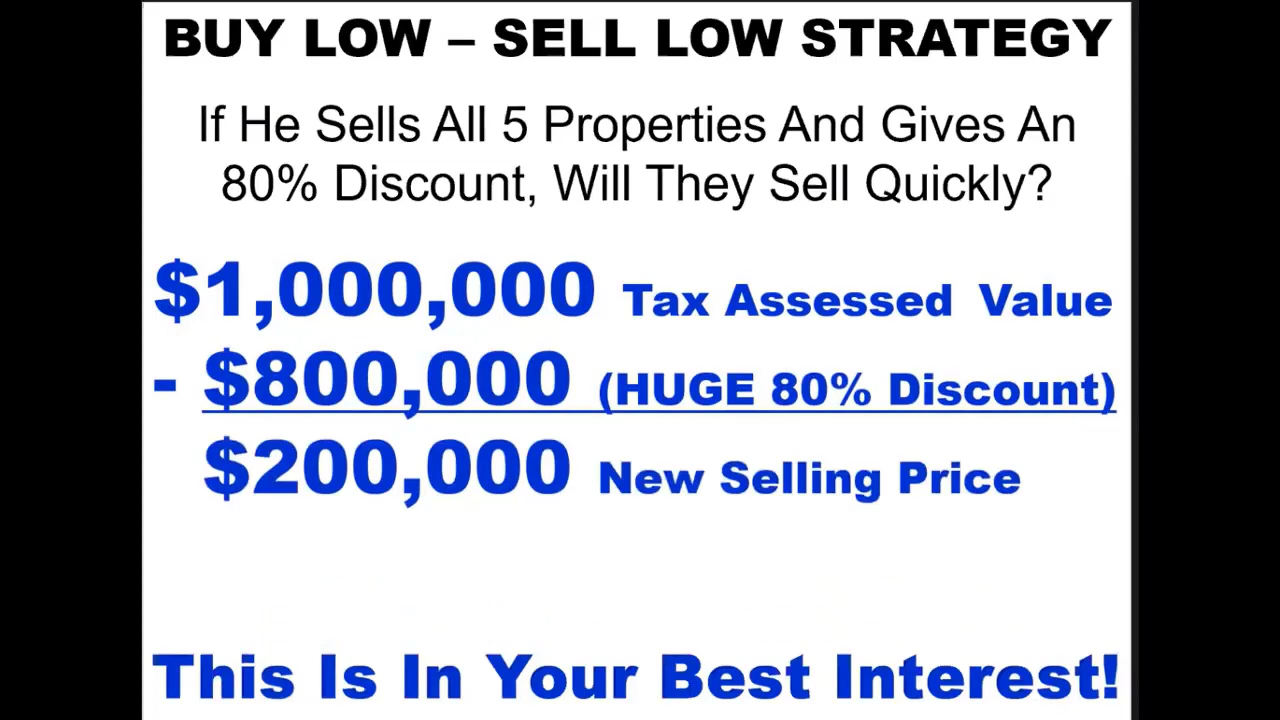 BUY LOW – SELL LOW STRATEGY
If He Sells All 5 Properties And Gives An
80% Discount, Will They Sell Quickly?
$1,000,000 Tax Assessed Value
- $800,000 (HUGE 80% Discount)
$200,000 New Selling Price
This Is In Your Best Interest!